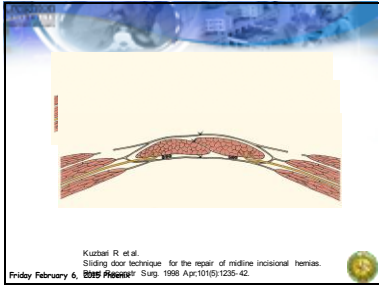 Kuzbari R et al.
Sliding door technique for the repair of midline incisional hernias.
Plast Reconstr Surg. 1998 Apr;101(5):1235-42.
Friday February 6, 2015 Phoenix